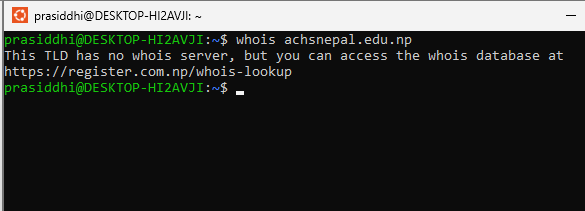 prasiddhi@DESKTOP-HI2AVJI: ~
prasiddhi@DESKTOP-HI2AVJI:~$ whois achsnepal.edu.np
This TLD has no whois server, but you can access the whois database at
https://register.com.np/whois-lookup
prasiddhi@DESKTOP-HI2AVJI:~$